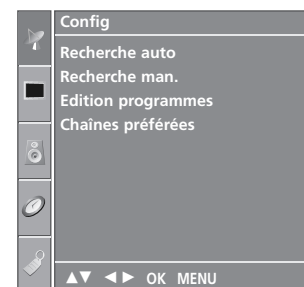 Config
Recherche auto
Recherche man.
Edition programmes
Chaînes préférées
▲▼ ◄► OK MENU